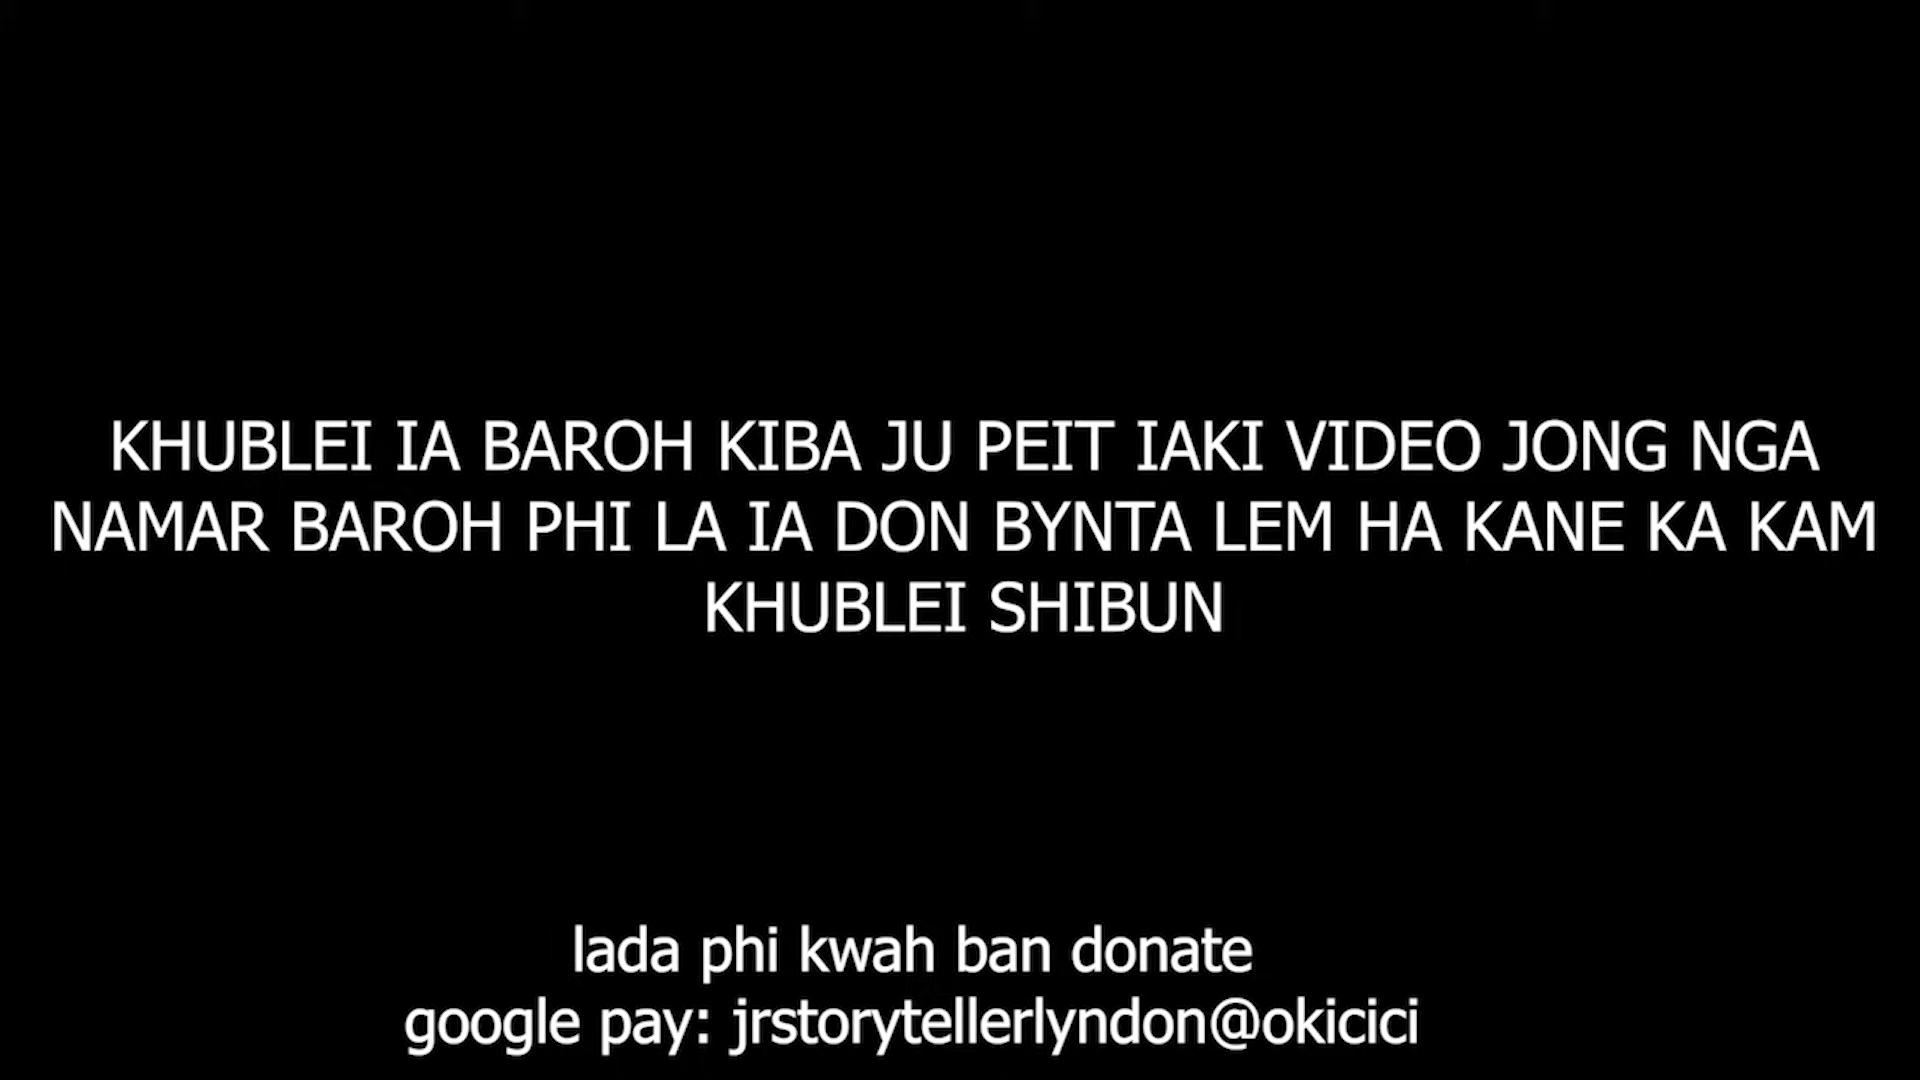 KHUBLEI IA BAROH KIBA JU PEIT IAKI VIDEO JONG NGA
NAMAR BAROH PHI LA IA DON BYNTA LEM HA KANE KA KAM
KHUBLEI SHIBUN
lada phi kwah ban donate
google pay: jrstorytellerlyndon@okicici